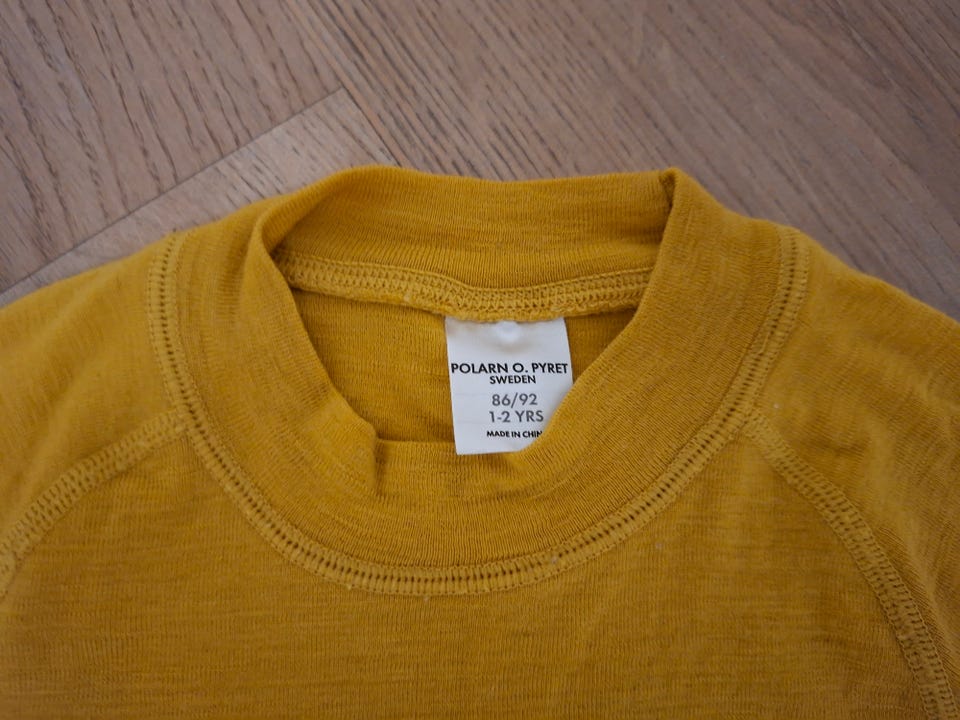 POLARN O. PYRET
SWEDEN
86/92
1-2 YRS
MADE IN